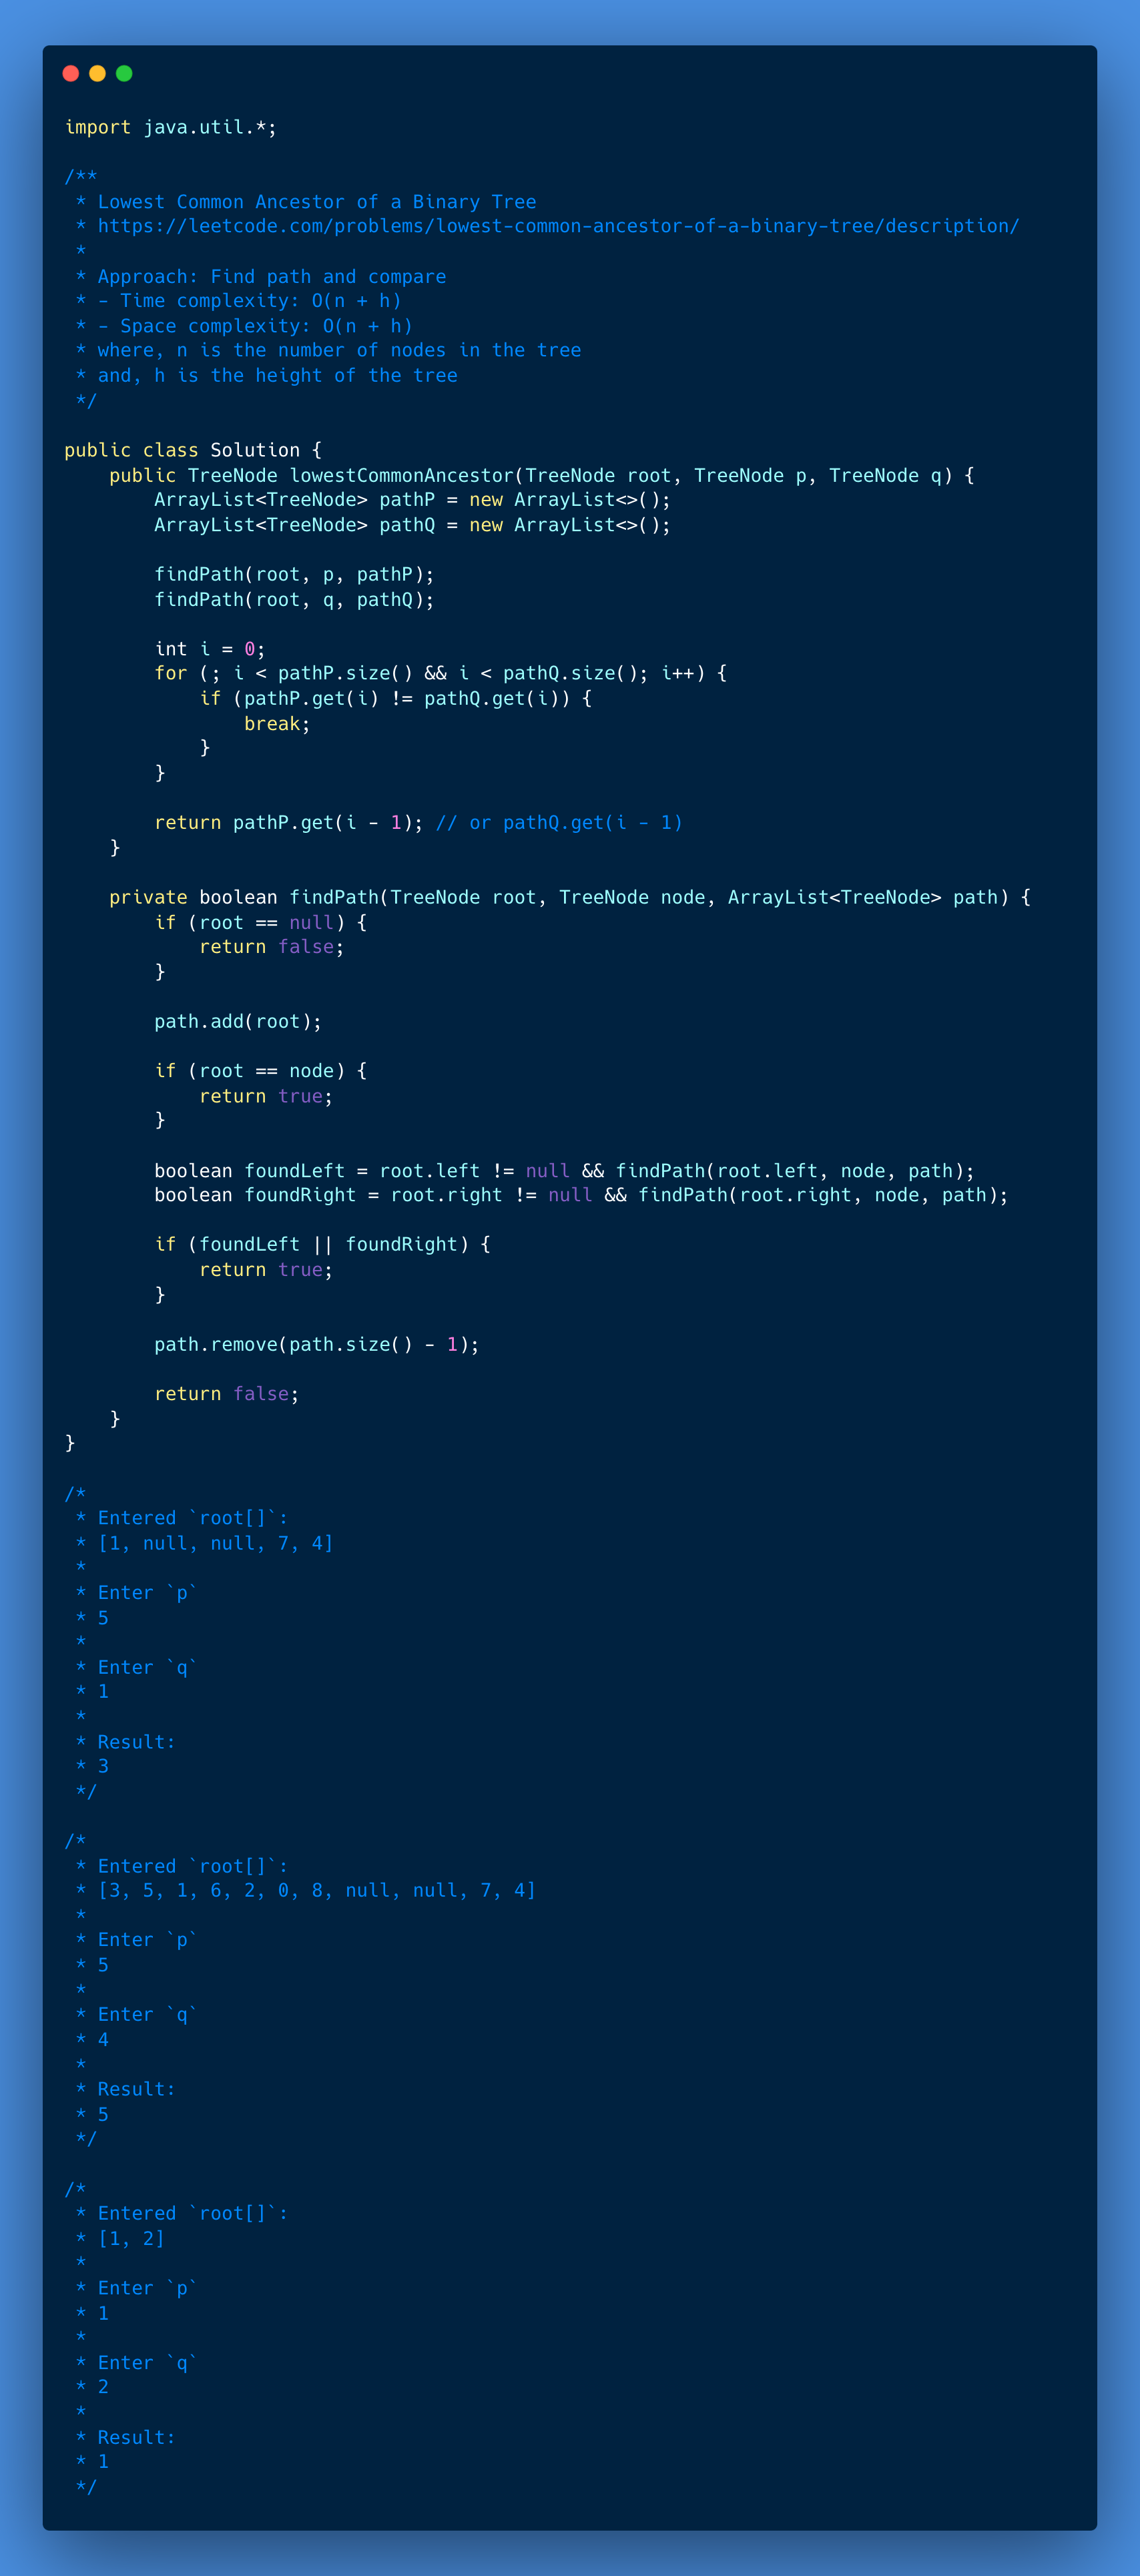 import java.util.*;

/**
 * Lowest Common Ancestor of a Binary Tree
 * https://leetcode.com/problems/lowest-common-ancestor-of-a-binary-tree/description/
 *
 * Approach: Find path and compare
 * - Time complexity: O(n + h)
 * - Space complexity: O(n + h)
 * where, n is the number of nodes in the tree
 * and, h is the height of the tree
 */

public class Solution {
    public TreeNode lowestCommonAncestor(TreeNode root, TreeNode p, TreeNode q) {
        ArrayList<TreeNode> pathP = new ArrayList<>();
        ArrayList<TreeNode> pathQ = new ArrayList<>();

        findPath(root, p, pathP);
        findPath(root, q, pathQ);

        int i = 0;
        for (; i < pathP.size() && i < pathQ.size(); i++) {
            if (pathP.get(i) != pathQ.get(i)) {
                break;
            }
        }

        return pathP.get(i - 1); // or pathQ.get(i - 1)
    }

    private boolean findPath(TreeNode root, TreeNode node, ArrayList<TreeNode> path) {
        if (root == null) {
            return false;
        }

        path.add(root);

        if (root == node) {
            return true;
        }

        boolean foundLeft = root.left != null && findPath(root.left, node, path);
        boolean foundRight = root.right != null && findPath(root.right, node, path);

        if (foundLeft || foundRight) {
            return true;
        }

        path.remove(path.size() - 1);

        return false;
    }
}

/*
 * Entered `root[]`:
 * [1, null, null, 7, 4]
 *
 * Enter `p`
 * 5
 *
 * Enter `q`
 * 1
 *
 * Result:
 * 3
 */

/*
 * Entered `root[]`:
 * [3, 5, 1, 6, 2, 0, 8, null, null, 7, 4]
 *
 * Enter `p`
 * 5
 *
 * Enter `q`
 * 4
 *
 * Result:
 * 5
 */

/*
 * Entered `root[]`:
 * [1, 2]
 *
 * Enter `p`
 * 1
 *
 * Enter `q`
 * 2
 *
 * Result:
 * 1
 */